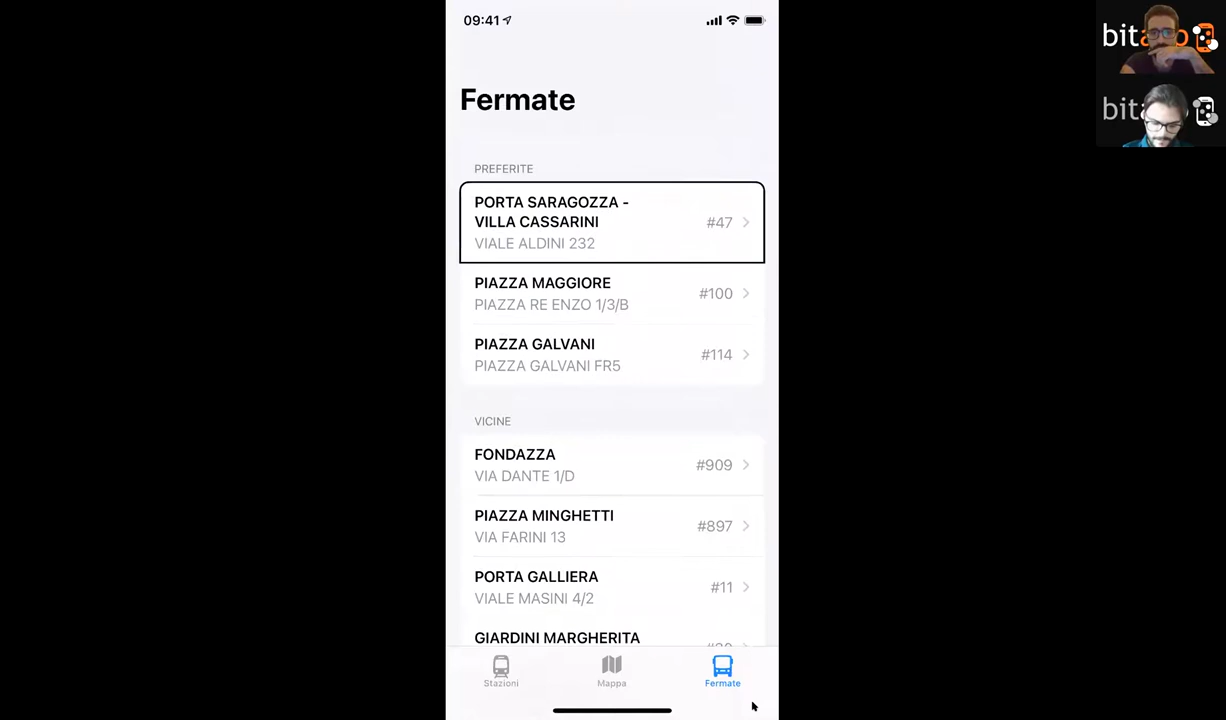 09:41
Fermate
PREFERITE
PORTA SARAGOZZA -
VILLA CASSARINI
VIALE ALDINI 232
#47
PIAZZA MAGGIORE
PIAZZA RE ENZO 1/3/B
#100
PIAZZA GALVANI
PIAZZA GALVANI FR5
#114
VICINE
FONDAZZA
VIA DANTE 1/D
#909
PIAZZA MINGHETTI
VIA FARINI 13
#897
PORTA GALLIERA
VIALE MASINI 4/2
#11
GIARDINI MARGHERITA
Stazioni
Mappa
Fermate